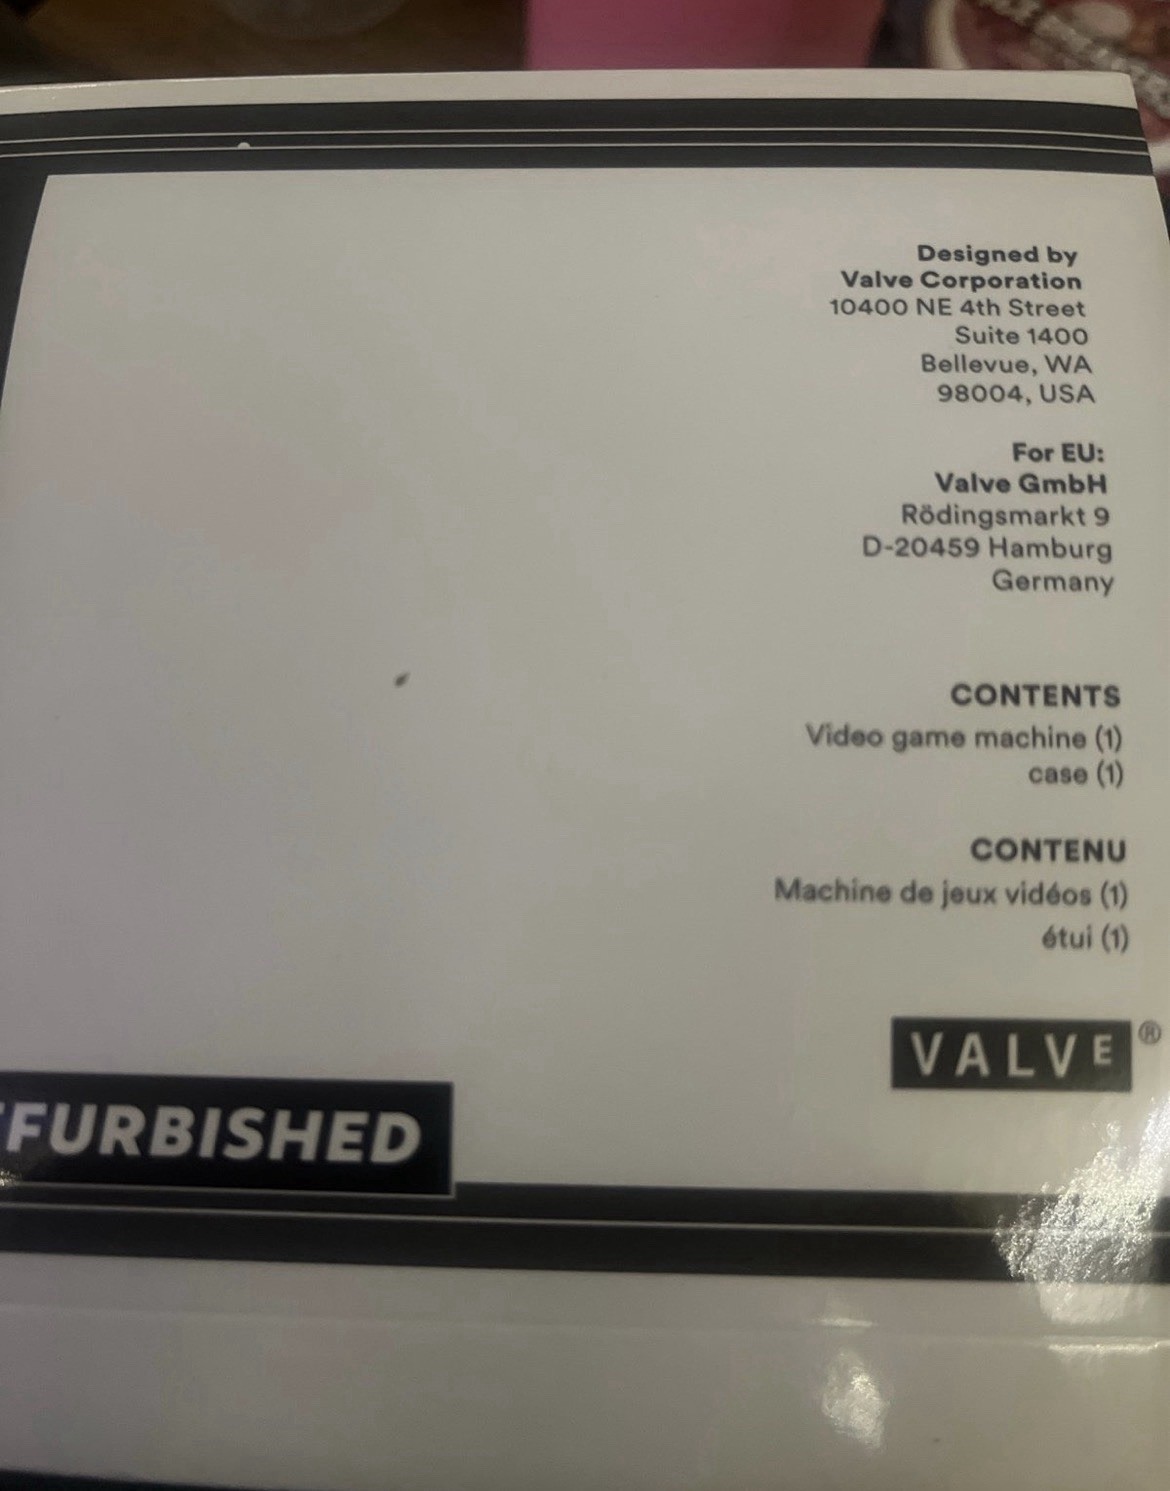 Designed by
Valve Corporation
10400 NE 4th Street
Suite 1400
Bellevue, WA
98004, USA
For EU:
Valve GmbH
Rödingsmarkt 9
D-20459 Hamburg
Germany
CONTENTS
Video game machine (1)
case (1)
CONTENU
Machine de jeux vidéos (1)
étui (1)
VALVE®
FURBISHED